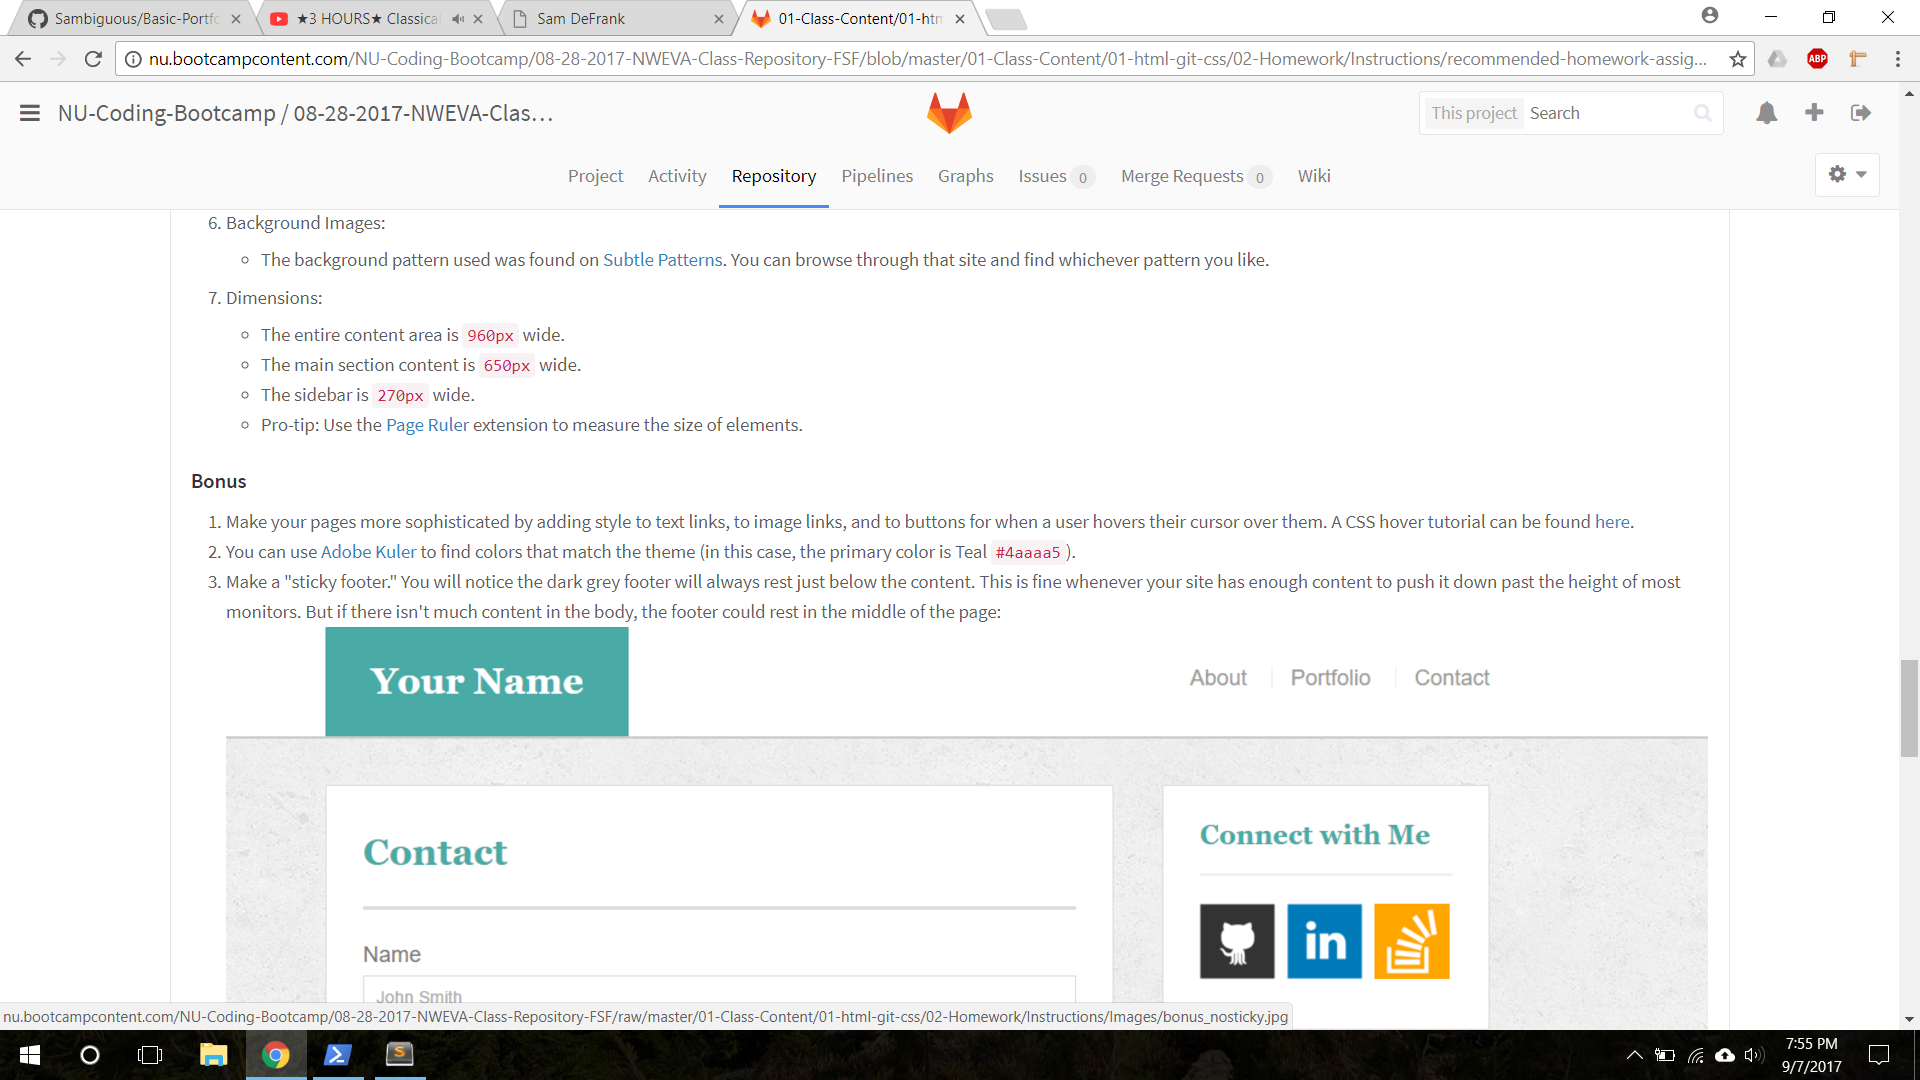 Sambiguous/Basic-Portfo
★3 HOURS★ Classical
Sam DeFrank
01-Class-Content/01-htm
nu.bootcampcontent.com/NU-Coding-Bootcamp/08-28-2017-NWEVA-Class-Repository-FSF/blob/master/01-Class-Content/01-html-git-css/02-Homework/Instructions/recommended-homework-assig...
ABP
NU-Coding-Bootcamp / 08-28-2017-NWEVA-Clas...
This project Search
Project Activity Repository Pipelines Graphs Issues 0 Merge Requests 0 Wiki
6. Background Images:
The background pattern used was found on Subtle Patterns. You can browse through that site and find whichever pattern you like.
7. Dimensions:
The entire content area is 960px wide.
The main section content is 650px wide.
The sidebar is 270px wide.
Pro-tip: Use the Page Ruler extension to measure the size of elements.
Bonus
1. Make your pages more sophisticated by adding style to text links, to image links, and to buttons for when a user hovers their cursor over them. A CSS hover tutorial can be found here.
2. You can use Adobe Kuler to find colors that match the theme (in this case, the primary color is Teal #4aaaa5 ).
3. Make a "sticky footer." You will notice the dark grey footer will always rest just below the content. This is fine whenever your site has enough content to push it down past the height of most
monitors. But if there isn't much content in the body, the footer could rest in the middle of the page:
Your Name
About Portfolio Contact
Contact
Connect with Me
in
Name
John Smith
nu.bootcampcontent.com/NU-Coding-Bootcamp/08-28-2017-NWEVA-Class-Repository-FSF/raw/master/01-Class-Content/01-html-git-css/02-Homework/Instructions/Images/bonus_nosticky.jpg
7:55 PM
9/7/2017